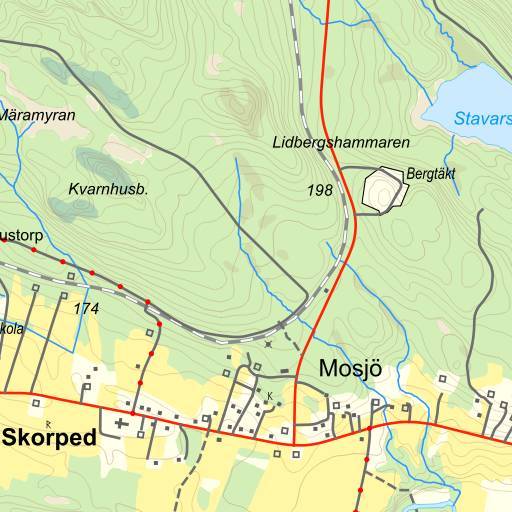 Märamyran
Stavars
Lidbergshammaren
Bergtäkt
Kvarnhusb.
198
ustorp
174
kola
Mosjö
K
R
Skorped